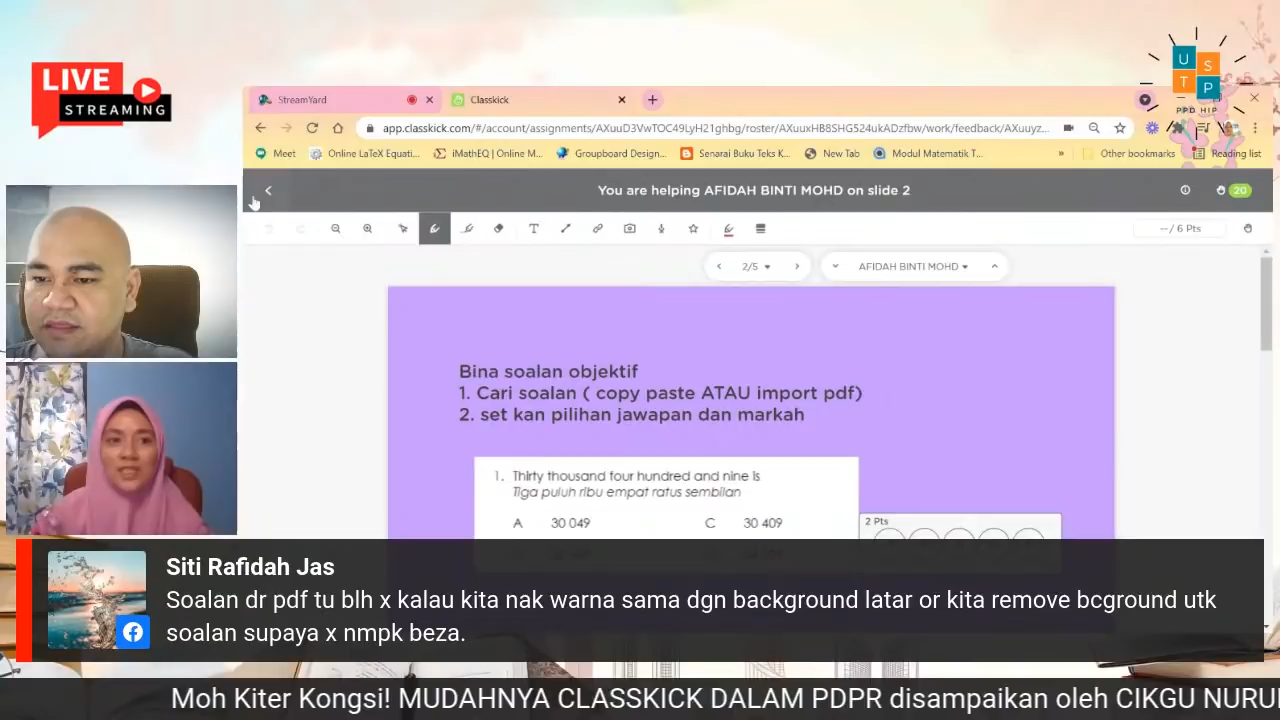 LIVE
STREAMING
U
S
T
P
PPD HIP
StreamYard
Classkick
app.classkick.com/#/account/assignments/AXuuD3VwTOC49LyH21ghbg/roster/AXuuxHB8SHG524ukADzfbw/work/feedback/AXuuyz...
Meet
Online LaTeX Equati...
iMathEQ | Online M...
Groupboard Design...
Senarai Buku Teks K...
New Tab
Modul Matematik T...
»
Other bookmarks
Reading list
You are helping AFIDAH BINTI MOHD on slide 2
20
-- / 6 Pts
2/5
AFIDAH BINTI MOHD
Bina soalan objektif
1. Cari soalan ( copy paste ATAU import pdf)
2. set kan pilihan jawapan dan markah
1. Thirty thousand four hundred and nine is
Tiga puluh ribu empat ratus sembilan
A 30 049 C 30 409
2 Pts
Siti Rafidah Jas
Soalan dr pdf tu blh x kalau kita nak warna sama dgn background latar or kita remove bcground utk
soalan supaya x nmpk beza.
Moh Kiter Kongsi! MUDAHNYA CLASSKICK DALAM PDPR disampaikan oleh CIKGU